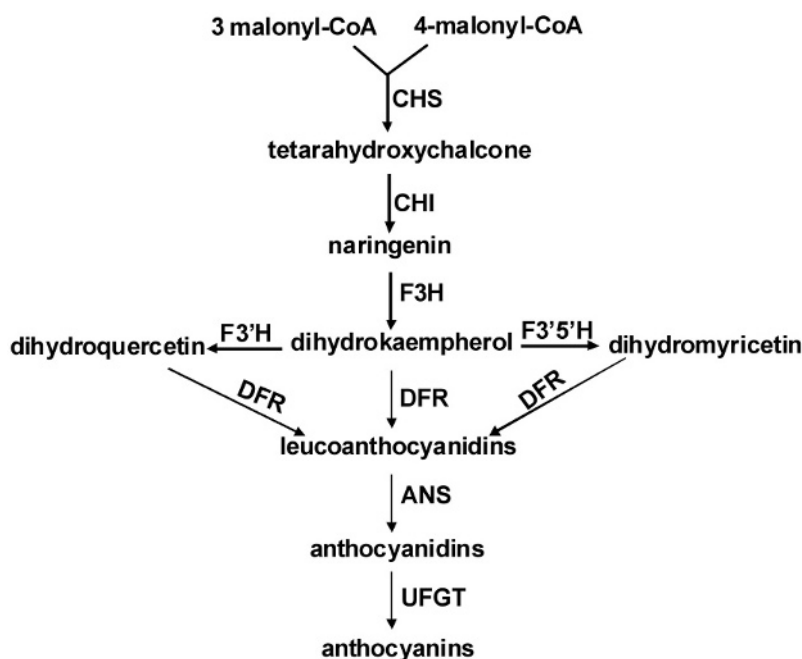 3 malonyl-CoA 4-malonyl-CoA
CHS
tetarahydroxychalcone
CHI
naringenin
F3H
dihydroquercetin F3’H dihydrokaempherol F3’5’H dihydromyricetin
DFR DFR DFR
leucoanthocyanidins
ANS
anthocyanidins
UFGT
anthocyanins